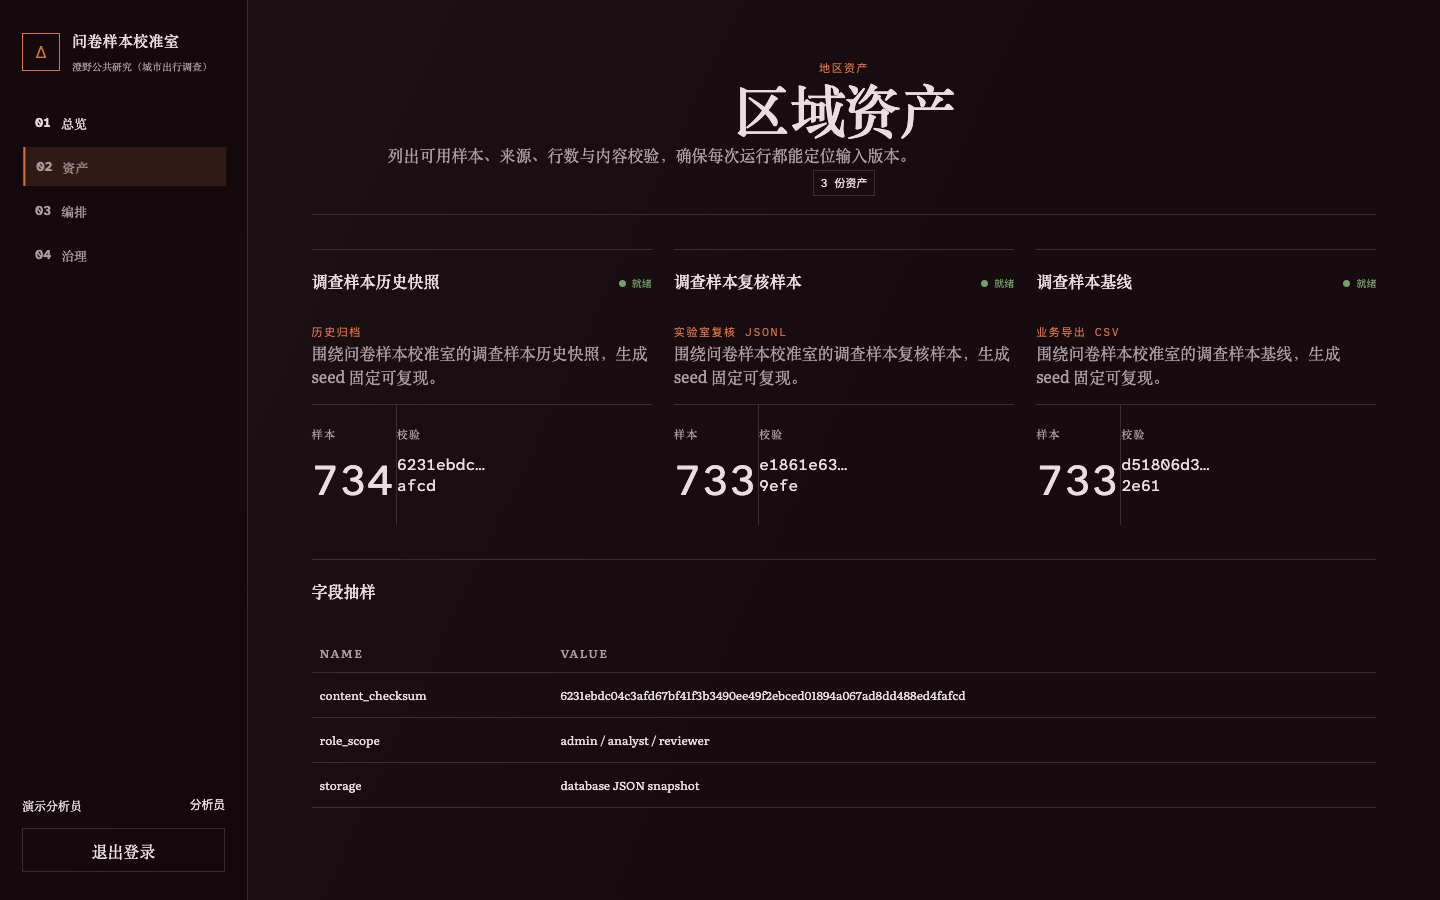 Δ
问卷样本校准室
澄野公共研究（城市出行调查）
01 总览
02 资产
03 编排
04 治理
演示分析员 分析员
退出登录
地区资产
区域资产
列出可用样本、来源、行数与内容校验，确保每次运行都能定位输入版本。
3 份资产
调查样本历史快照 就绪
历史归档
围绕问卷样本校准室的调查样本历史快照，生成
seed 固定可复现。
样本 校验
734 6231ebdc…
afcd
调查样本复核样本 就绪
实验室复核 JSONL
围绕问卷样本校准室的调查样本复核样本，生成
seed 固定可复现。
样本 校验
733 e1861e63…
9efe
调查样本基线 就绪
业务导出 CSV
围绕问卷样本校准室的调查样本基线，生成
seed 固定可复现。
样本 校验
733 d51806d3…
2e61
字段抽样
NAME VALUE
content_checksum 6231ebdc04c3afd67bf41f3b3490ee49f2ebced01894a067ad8dd488ed4fafcd
role_scope admin / analyst / reviewer
storage database JSON snapshot